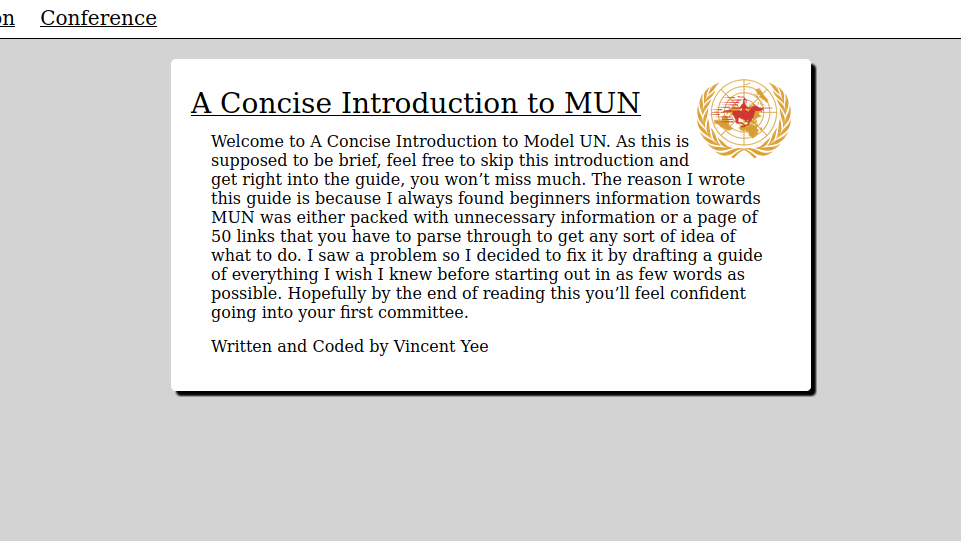 on Conference
A Concise Introduction to MUN
Welcome to A Concise Introduction to Model UN. As this is
supposed to be brief, feel free to skip this introduction and
get right into the guide, you won’t miss much. The reason I wrote
this guide is because I always found beginners information towards
MUN was either packed with unnecessary information or a page of
50 links that you have to parse through to get any sort of idea of
what to do. I saw a problem so I decided to fix it by drafting a guide
of everything I wish I knew before starting out in as few words as
possible. Hopefully by the end of reading this you’ll feel confident
going into your first committee.
Written and Coded by Vincent Yee